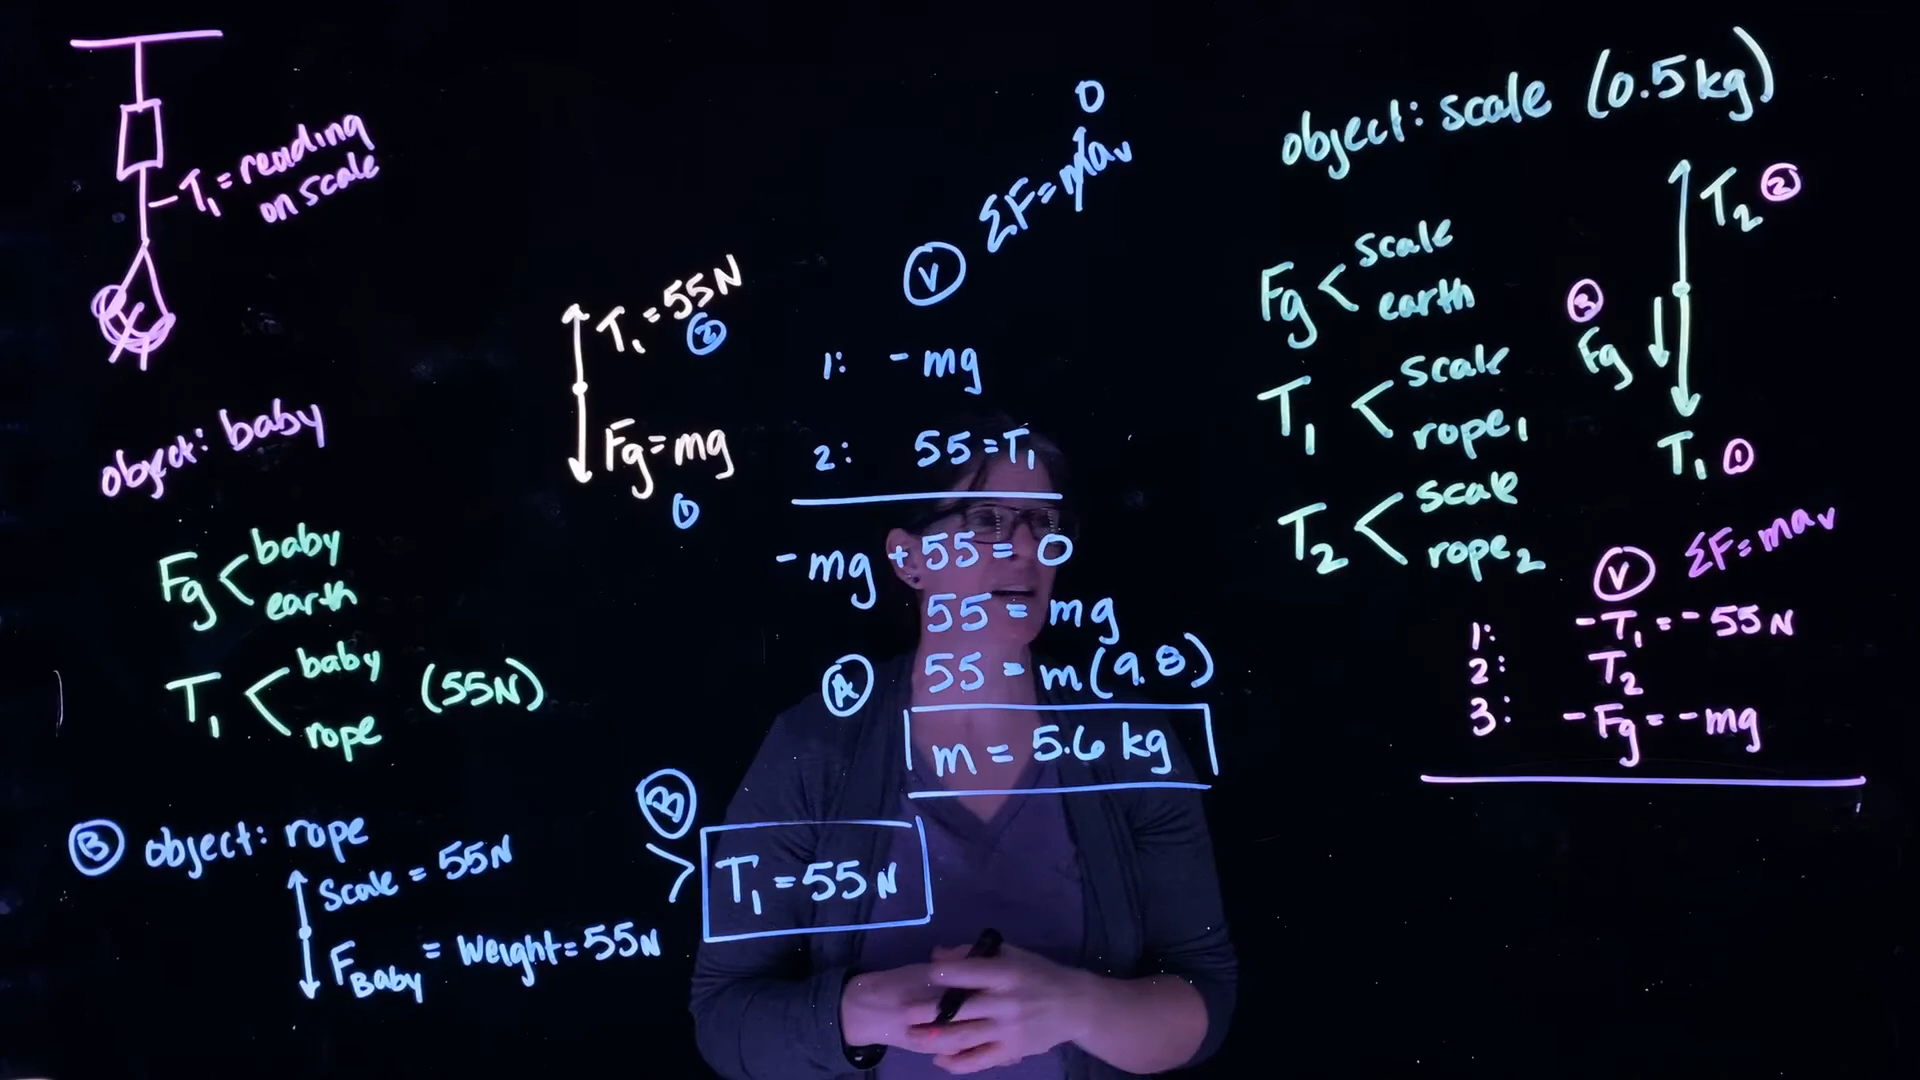 T₁ = reading
on scale
object: baby
Fg < baby
earth
T₁ < baby
rope
(55N)
B object: rope
Scale = 55N
F_Baby = Weight = 55N
B
T₁ = 55N
T₁ = 55N
2
Fg = mg
1
0
V ΣF = ma_v
1: - mg
2: 55 = T₁
- mg + 55 = 0
55 = mg
A 55 = m(9.8)
m = 5.6 kg
object: scale (0.5kg)
Fg < scale
earth
T₁ < scale
rope₁
T₂ < scale
rope₂
T₂ 2
3
Fg
T₁ 1
V ΣF = ma_v
1: - T₁ = - 55N
2: T₂
3: - Fg = - mg